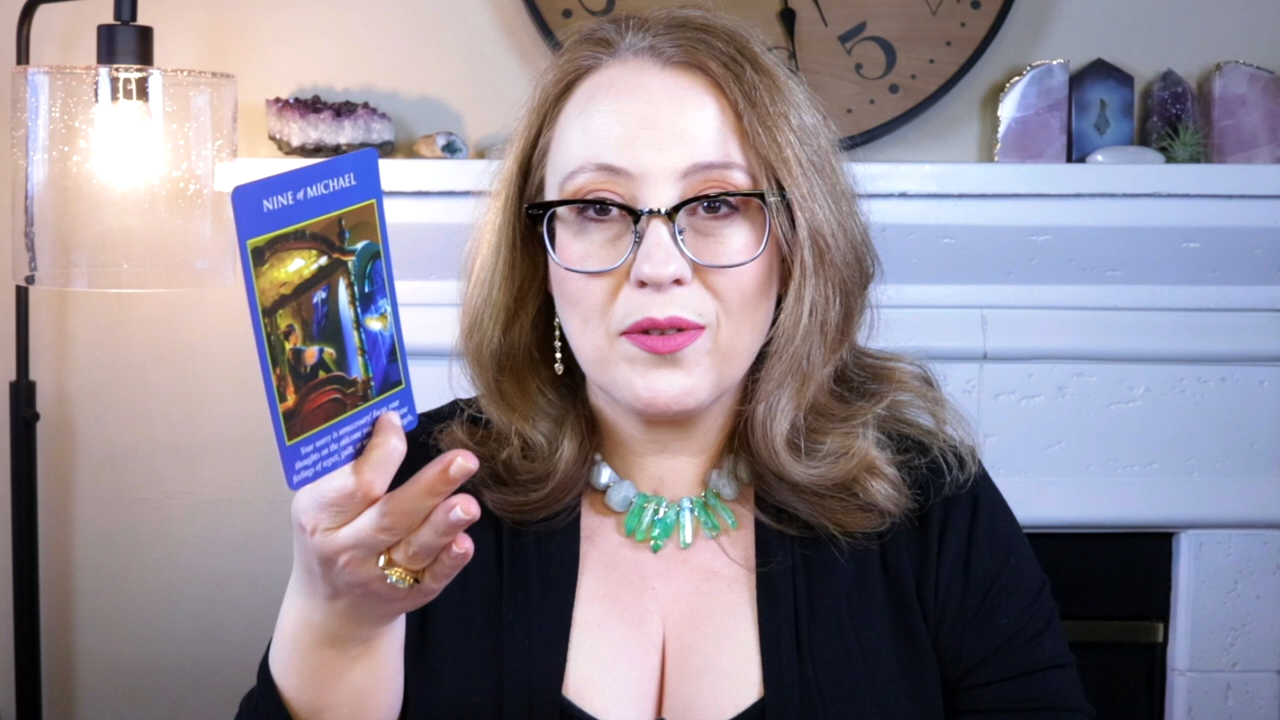 5
NINE of MICHAEL
Your worry is unnecessary! Focus your
thoughts on the outcome you
feelings of regret, guilt,